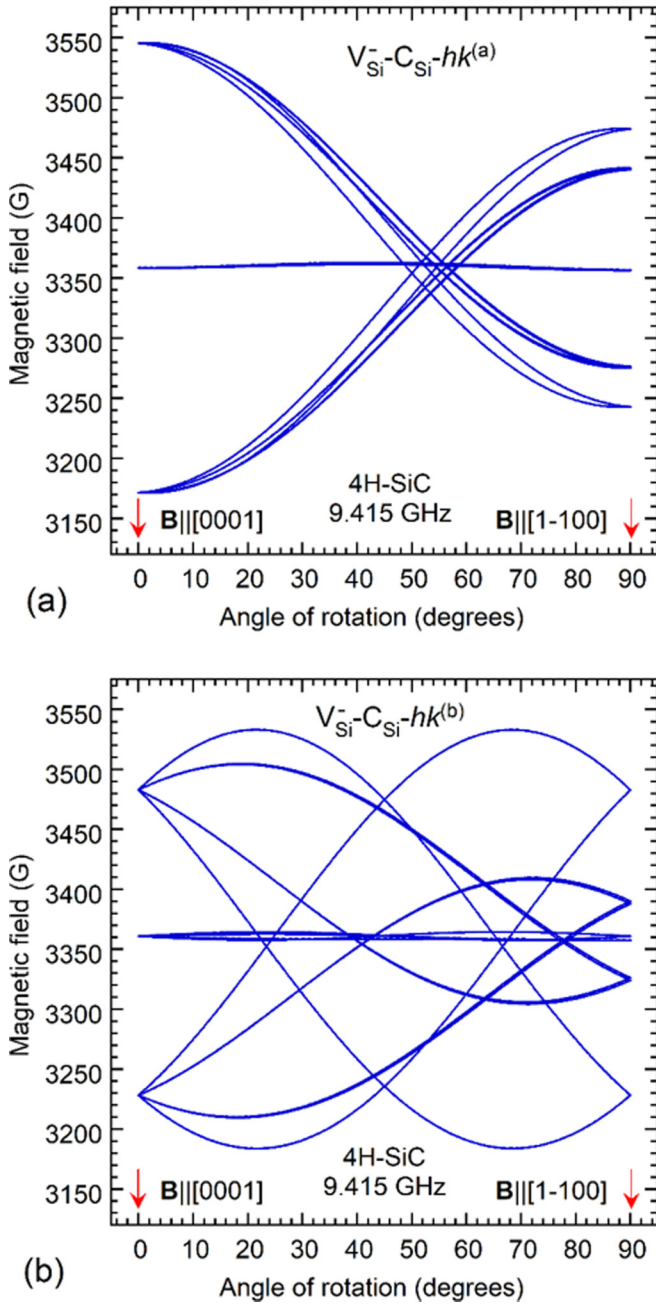 V⁻Si-CSi-hk(a)
Magnetic field (G)
3550
3500
3450
3400
3350
3300
3250
3200
3150
4H-SiC
9.415 GHz
B||[0001]
B||[1-100]
0 10 20 30 40 50 60 70 80 90
(a)
Angle of rotation (degrees)
V⁻Si-CSi-hk(b)
Magnetic field (G)
3550
3500
3450
3400
3350
3300
3250
3200
3150
4H-SiC
9.415 GHz
B||[0001]
B||[1-100]
0 10 20 30 40 50 60 70 80 90
(b)
Angle of rotation (degrees)